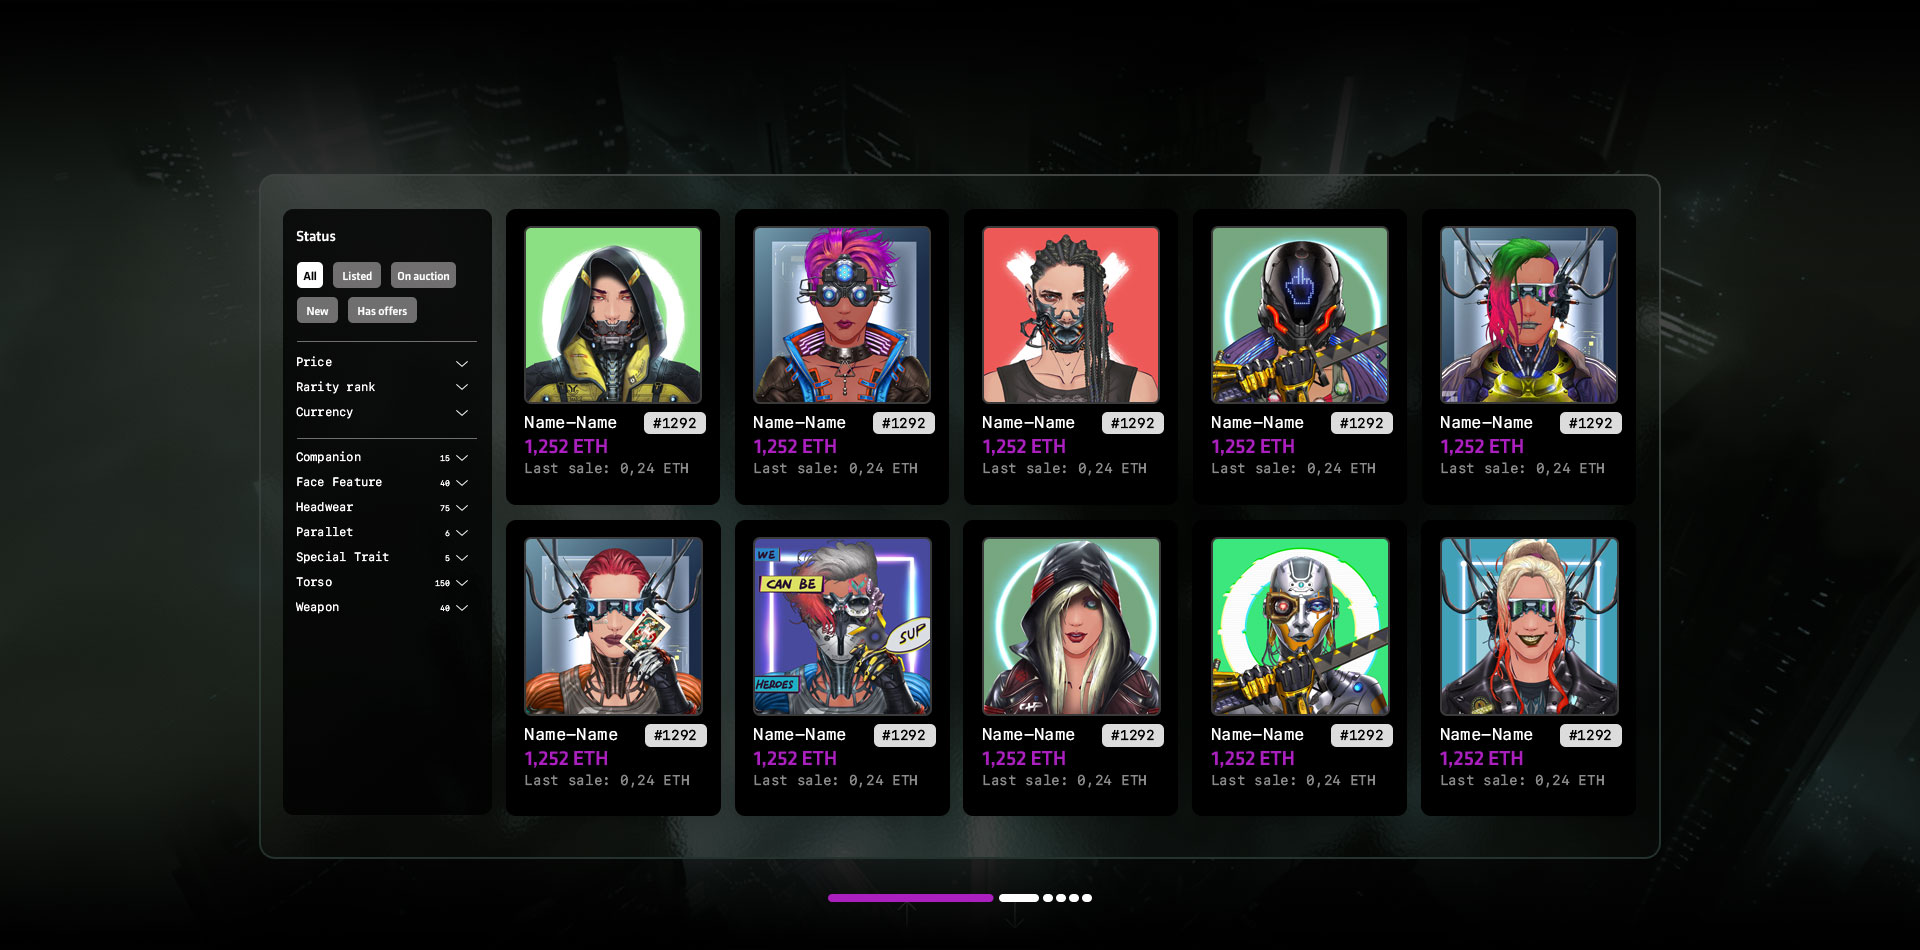 Status
All
Listed
On auction
New
Has offers
Price
Rarity rank
Currency
Companion 15
Face Feature 40
Headwear 75
Parallet 6
Special Trait 5
Torso 150
Weapon 40
Name–Name #1292
1,252 ETH
Last sale: 0,24 ETH
Name–Name #1292
1,252 ETH
Last sale: 0,24 ETH
Name–Name #1292
1,252 ETH
Last sale: 0,24 ETH
Name–Name #1292
1,252 ETH
Last sale: 0,24 ETH
Name–Name #1292
1,252 ETH
Last sale: 0,24 ETH
Name–Name #1292
1,252 ETH
Last sale: 0,24 ETH
WE
CAN BE
SUP
HEROES
Name–Name #1292
1,252 ETH
Last sale: 0,24 ETH
Name–Name #1292
1,252 ETH
Last sale: 0,24 ETH
Name–Name #1292
1,252 ETH
Last sale: 0,24 ETH
Name–Name #1292
1,252 ETH
Last sale: 0,24 ETH